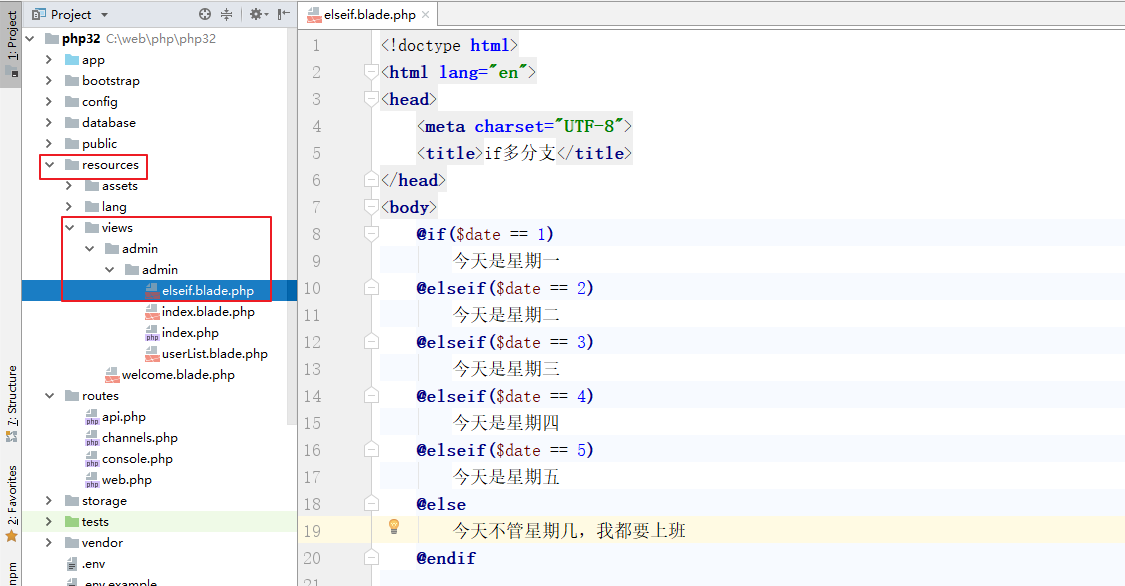 Project
elseif.blade.php
1: Project
7: Structure
2: Favorites
npm
php32 C:\web\php\php32
app
bootstrap
config
database
public
resources
assets
lang
views
admin
admin
elseif.blade.php
index.blade.php
index.php
userList.blade.php
welcome.blade.php
routes
api.php
channels.php
console.php
web.php
storage
tests
vendor
.env
.env.example
1 <!doctype html>
2 <html lang="en">
3 <head>
4 <meta charset="UTF-8">
5 <title>if多分支</title>
6 </head>
7 <body>
8 @if($date == 1)
9 今天是星期一
10 @elseif($date == 2)
11 今天是星期二
12 @elseif($date == 3)
13 今天是星期三
14 @elseif($date == 4)
15 今天是星期四
16 @elseif($date == 5)
17 今天是星期五
18 @else
19 今天不管星期几，我都要上班
20 @endif
21